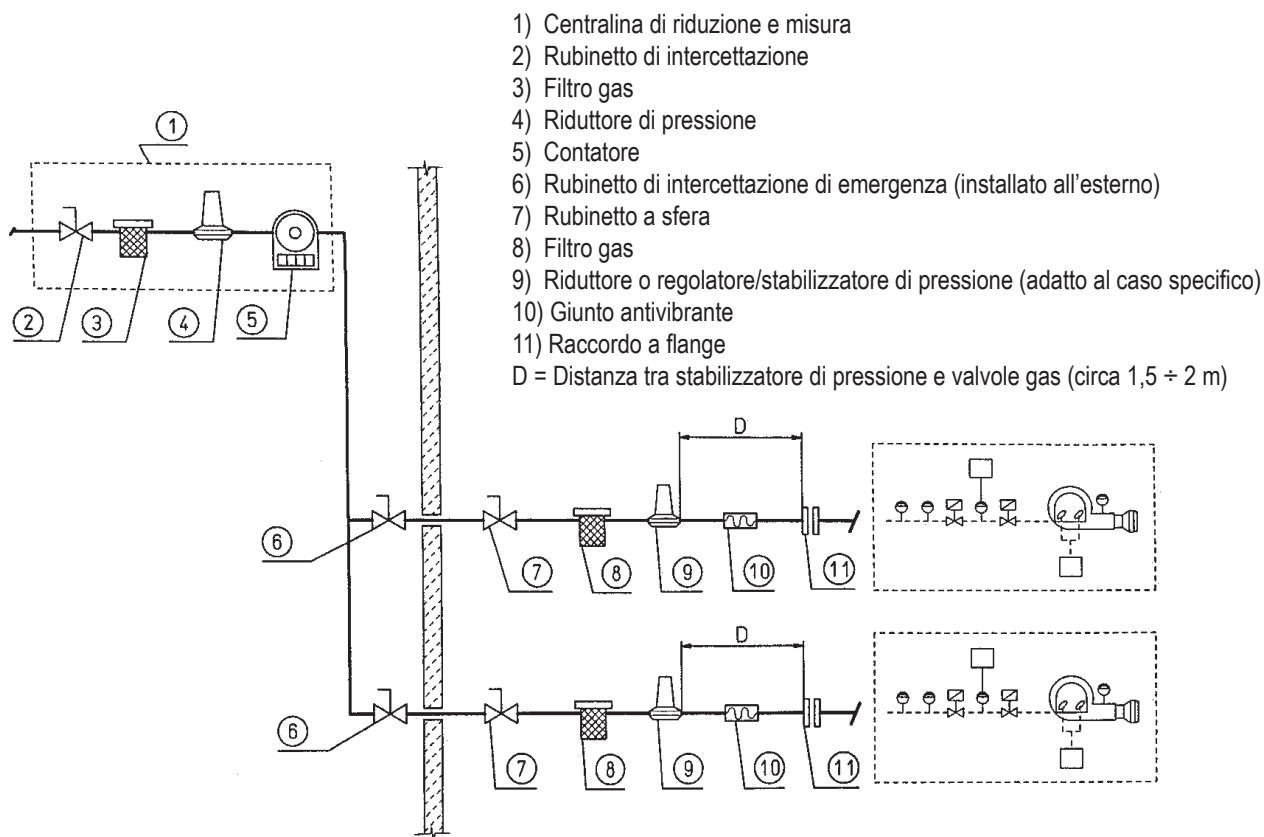 1) Centralina di riduzione e misura
2) Rubinetto di intercettazione
3) Filtro gas
4) Riduttore di pressione
5) Contatore
6) Rubinetto di intercettazione di emergenza (installato all’esterno)
7) Rubinetto a sfera
8) Filtro gas
9) Riduttore o regolatore/stabilizzatore di pressione (adatto al caso specifico)
10) Giunto antivibrante
11) Raccordo a flange
D = Distanza tra stabilizzatore di pressione e valvole gas (circa 1,5 ÷ 2 m)
1
2 3 4 5
D
6 7 8 9 10 11
D
6 7 8 9 10 11